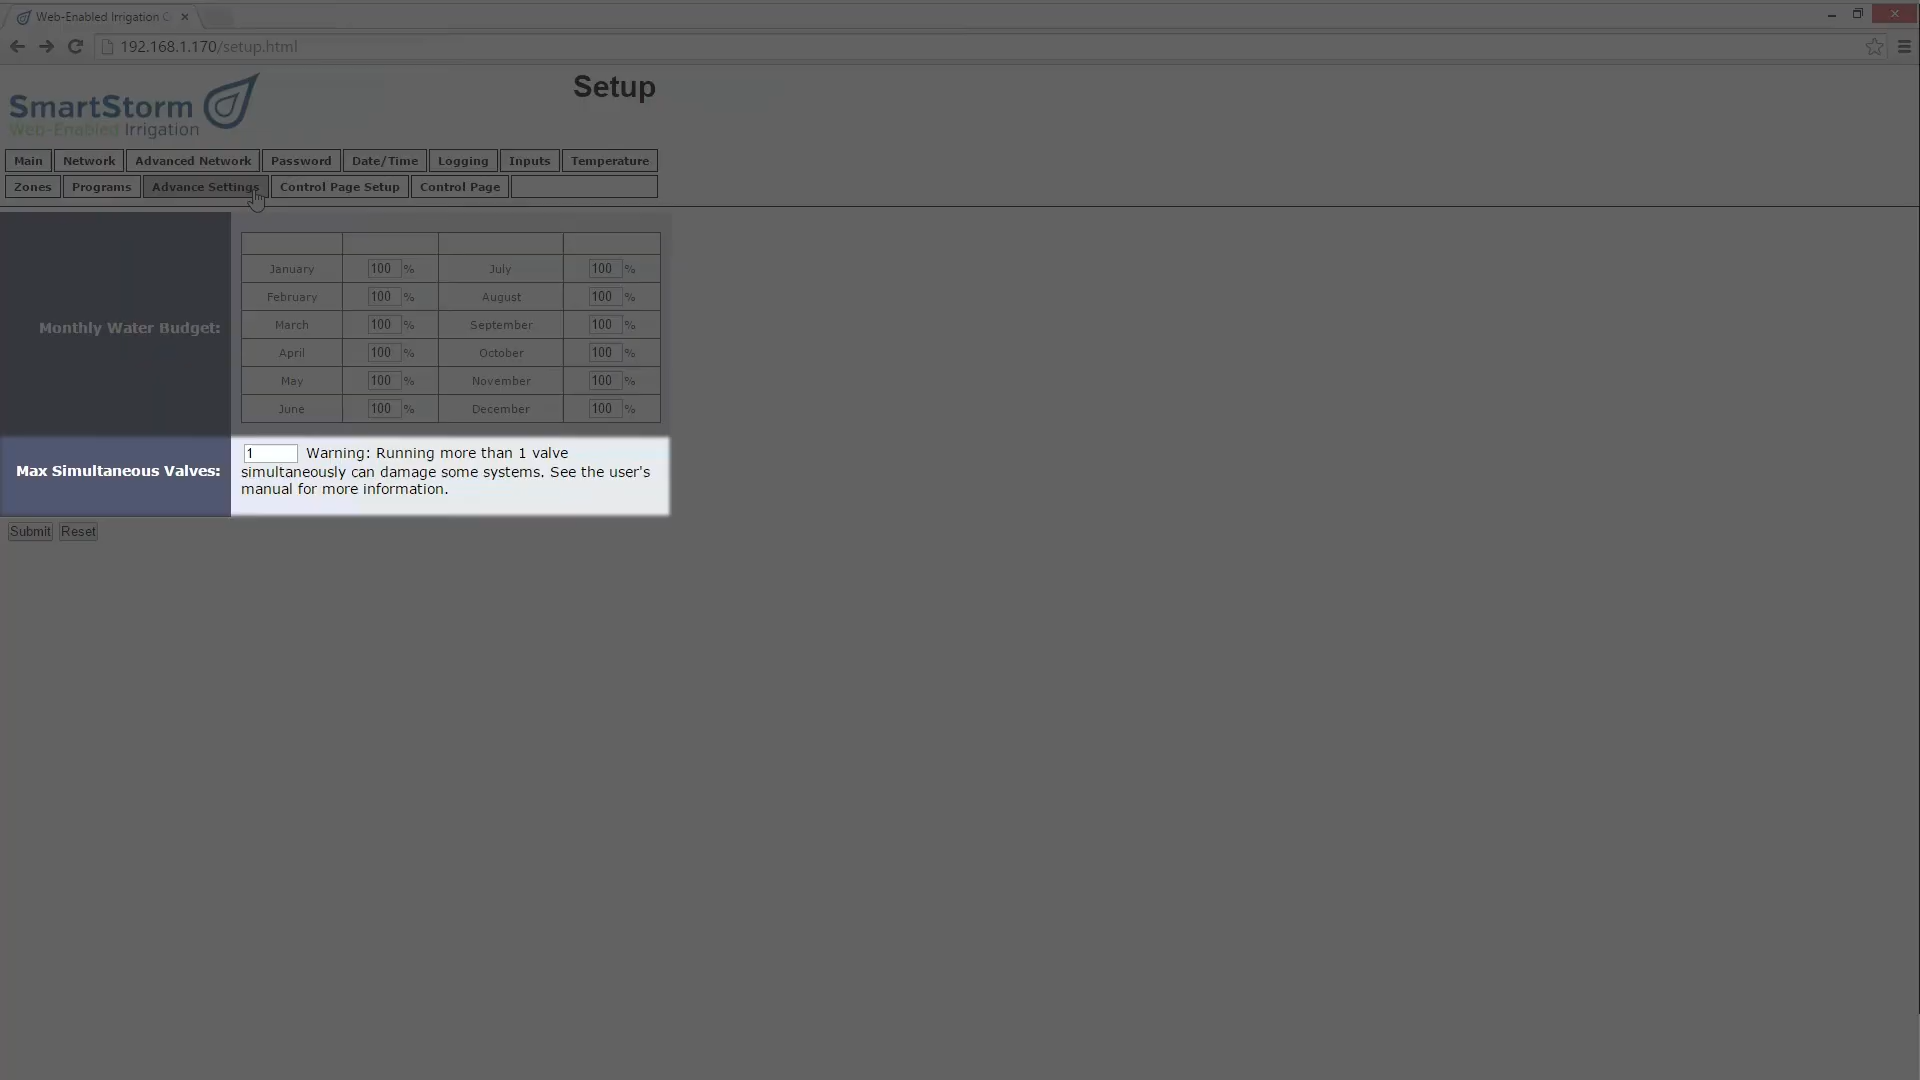 Web-Enabled Irrigation C
192.168.1.170/setup.html
SmartStorm
Web-Enabled Irrigation
Setup
Main Network Advanced Network Password Date/Time Logging Inputs Temperature
Zones Programs Advance Settings Control Page Setup Control Page
Monthly Water Budget:
January 100 % July 100 %
February 100 % August 100 %
March 100 % September 100 %
April 100 % October 100 %
May 100 % November 100 %
June 100 % December 100 %
Max Simultaneous Valves:
1 Warning: Running more than 1 valve
simultaneously can damage some systems. See the user's
manual for more information.
Submit Reset